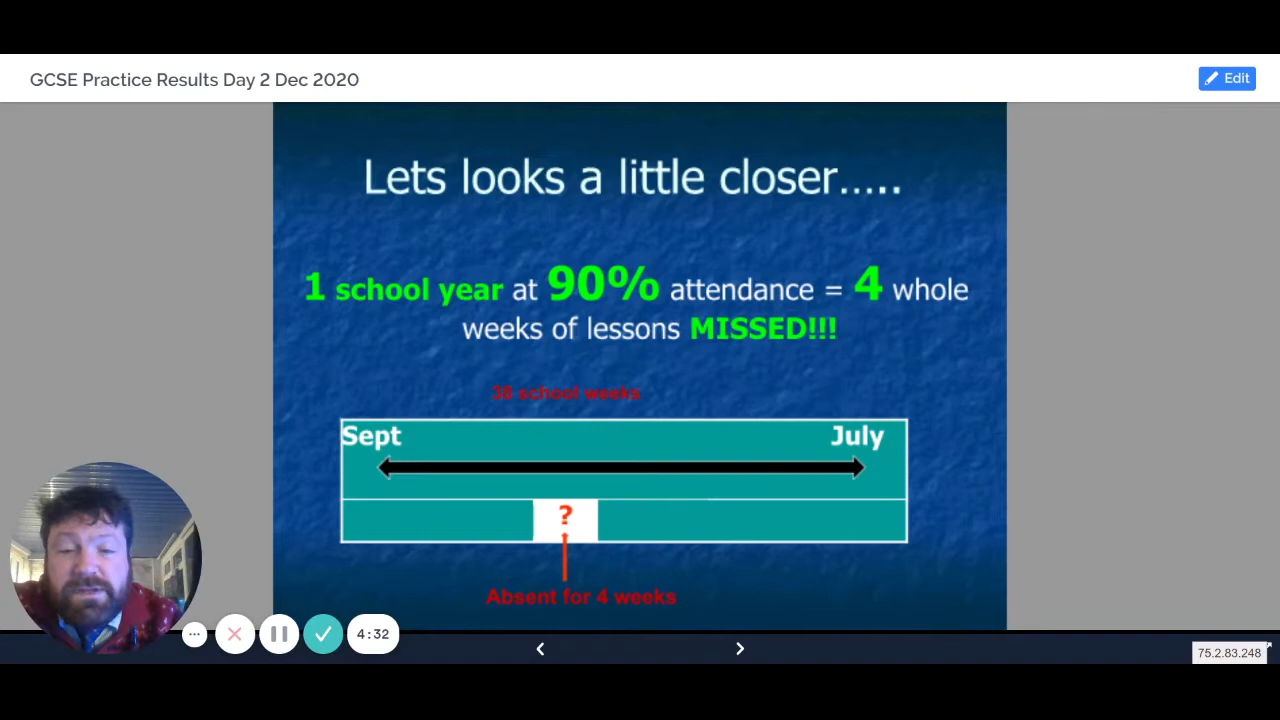 GCSE Practice Results Day 2 Dec 2020
Edit
Lets looks a little closer.....
1 school year at 90% attendance = 4 whole
weeks of lessons MISSED!!!
38 school weeks
Sept July
?
Absent for 4 weeks
4:32
75.2.83.248